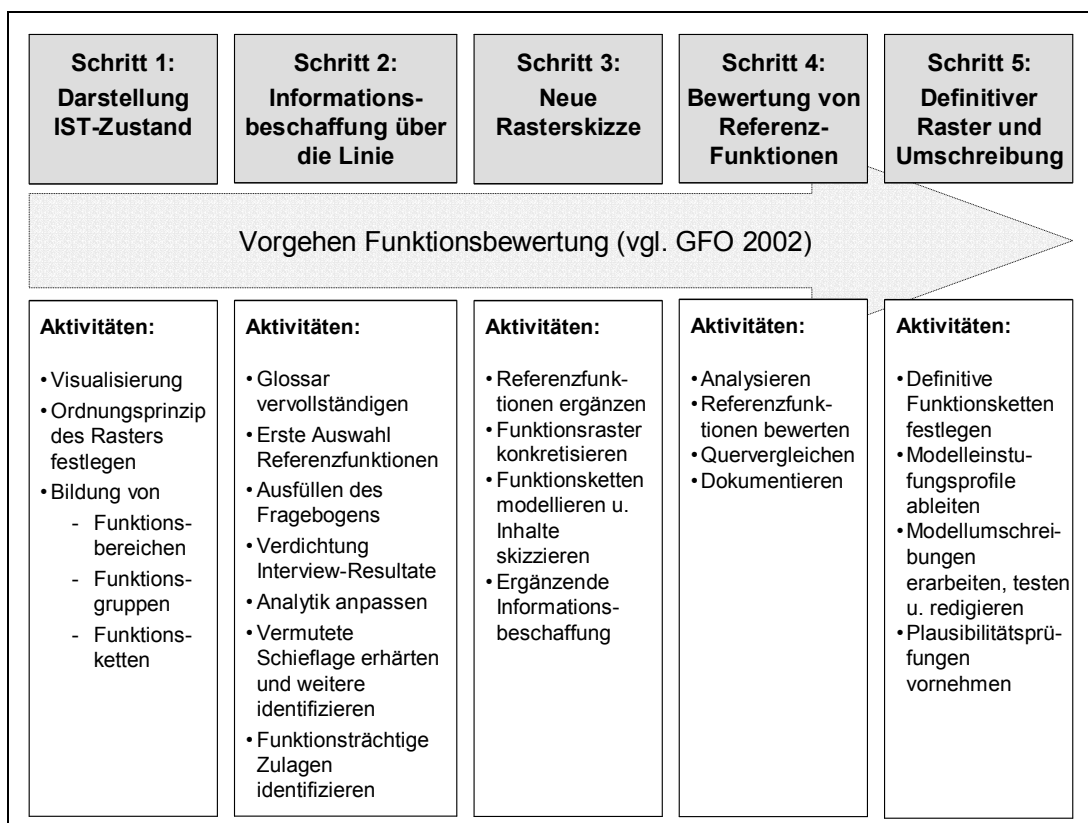 Schritt 1:
Darstellung
IST-Zustand
Schritt 2:
Informations-
beschaffung über
die Linie
Schritt 3:
Neue
Rasterskizze
Schritt 4:
Bewertung von
Referenz-
Funktionen
Schritt 5:
Definitiver
Raster und
Umschreibung
Vorgehen Funktionsbewertung (vgl. GFO 2002)
Aktivitäten:
• Visualisierung
• Ordnungsprinzip
des Rasters
festlegen
• Bildung von
- Funktions-
bereichen
- Funktions-
gruppen
- Funktions-
ketten
Aktivitäten:
• Glossar
vervollständigen
• Erste Auswahl
Referenzfunktionen
• Ausfüllen des
Fragebogens
• Verdichtung
Interview-Resultate
• Analytik anpassen
• Vermutete
Schieflage erhärten
und weitere
identifizieren
• Funktionsträchtige
Zulagen
identifizieren
Aktivitäten:
• Referenzfunk-
tionen ergänzen
• Funktionsraster
konkretisieren
• Funktionsketten
modellieren u.
Inhalte
skizzieren
• Ergänzende
Informations-
beschaffung
Aktivitäten:
• Analysieren
• Referenzfunk-
tionen bewerten
• Quervergleichen
• Dokumentieren
Aktivitäten:
• Definitive
Funktionsketten
festlegen
• Modelleinstu-
fungsprofile
ableiten
• Modellumschrei-
bungen
erarbeiten, testen
u. redigieren
• Plausibilitätsprü-
fungen
vornehmen